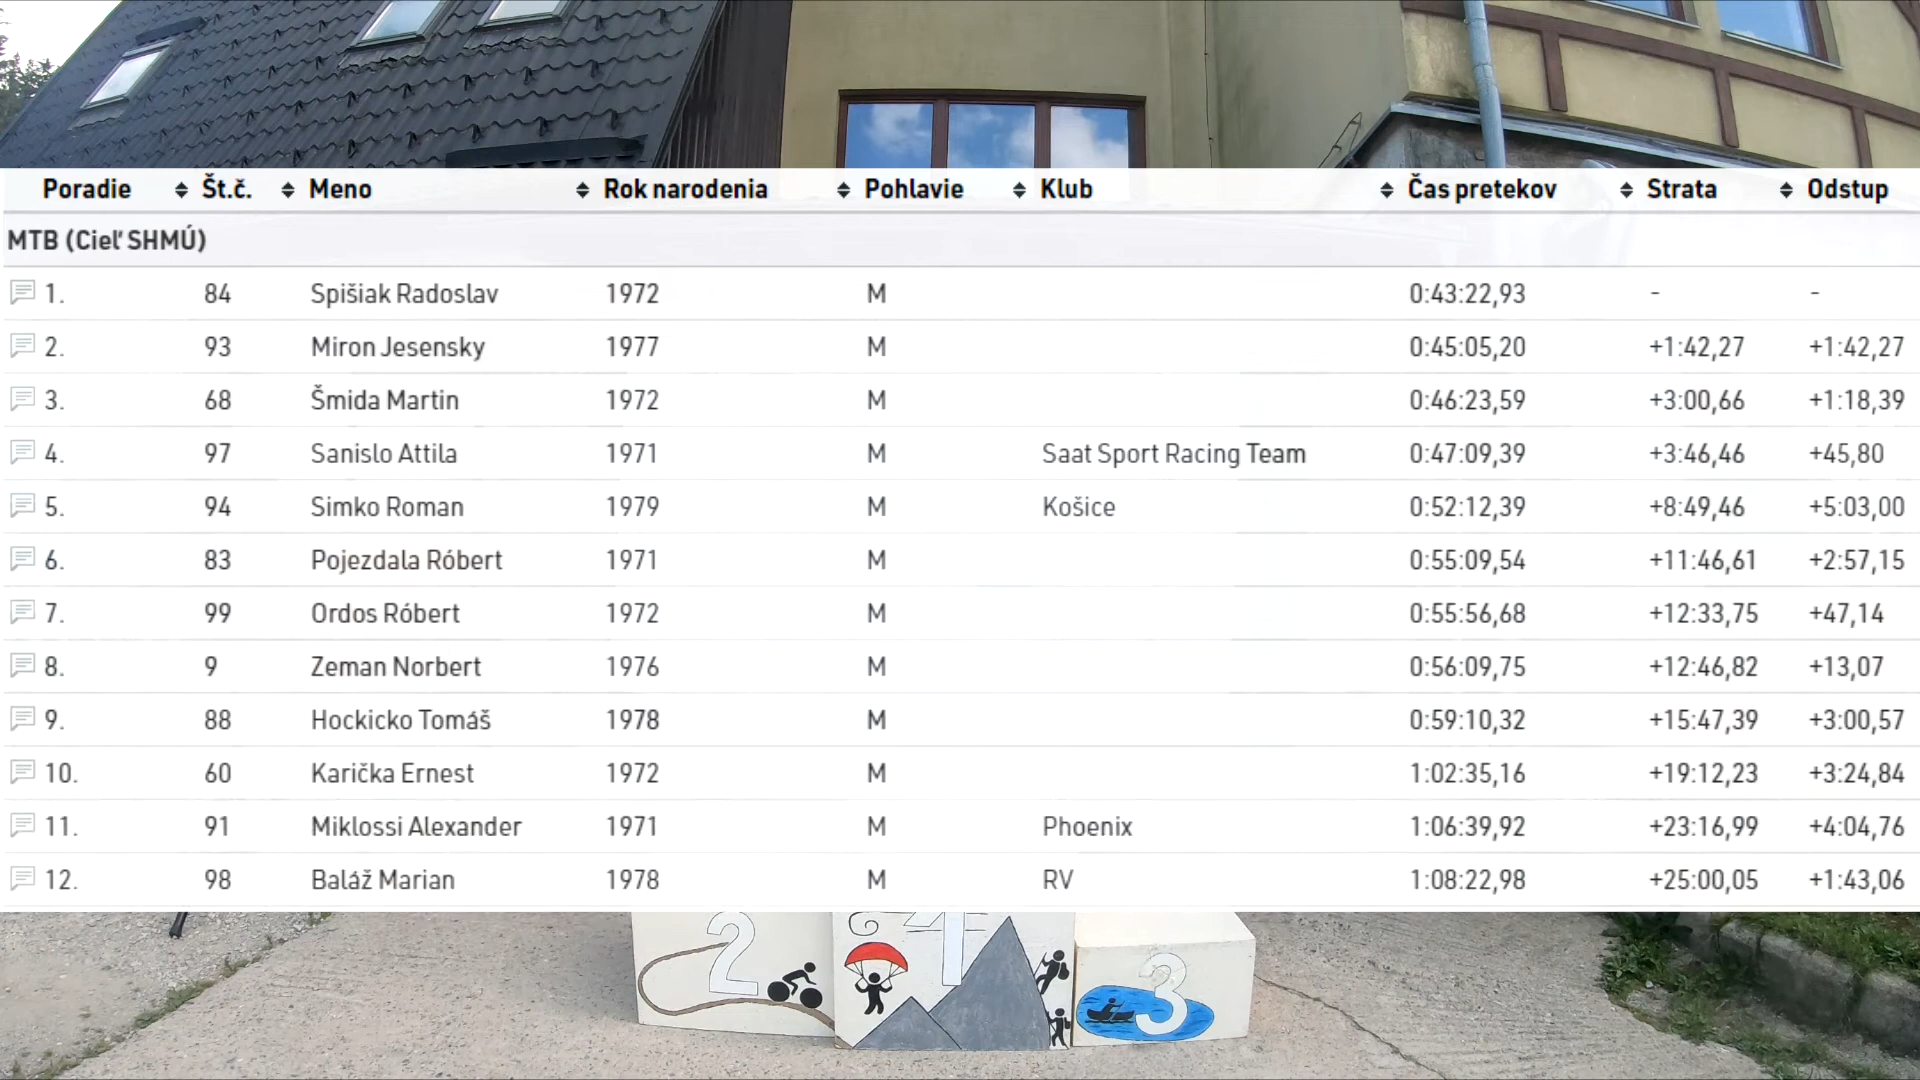 Poradie Št.č. Meno Rok narodenia Pohlavie Klub Čas pretekov Strata Odstup
MTB (Cieľ SHMÚ)
1. 84 Spišiak Radoslav 1972 M 0:43:22,93 - -
2. 93 Miron Jesensky 1977 M 0:45:05,20 +1:42,27 +1:42,27
3. 68 Šmida Martin 1972 M 0:46:23,59 +3:00,66 +1:18,39
4. 97 Sanislo Attila 1971 M Saat Sport Racing Team 0:47:09,39 +3:46,46 +45,80
5. 94 Simko Roman 1979 M Košice 0:52:12,39 +8:49,46 +5:03,00
6. 83 Pojezdala Róbert 1971 M 0:55:09,54 +11:46,61 +2:57,15
7. 99 Ordos Róbert 1972 M 0:55:56,68 +12:33,75 +47,14
8. 9 Zeman Norbert 1976 M 0:56:09,75 +12:46,82 +13,07
9. 88 Hockicko Tomáš 1978 M 0:59:10,32 +15:47,39 +3:00,57
10. 60 Karička Ernest 1972 M 1:02:35,16 +19:12,23 +3:24,84
11. 91 Miklossi Alexander 1971 M Phoenix 1:06:39,92 +23:16,99 +4:04,76
12. 98 Baláž Marian 1978 M RV 1:08:22,98 +25:00,05 +1:43,06
2 1 3